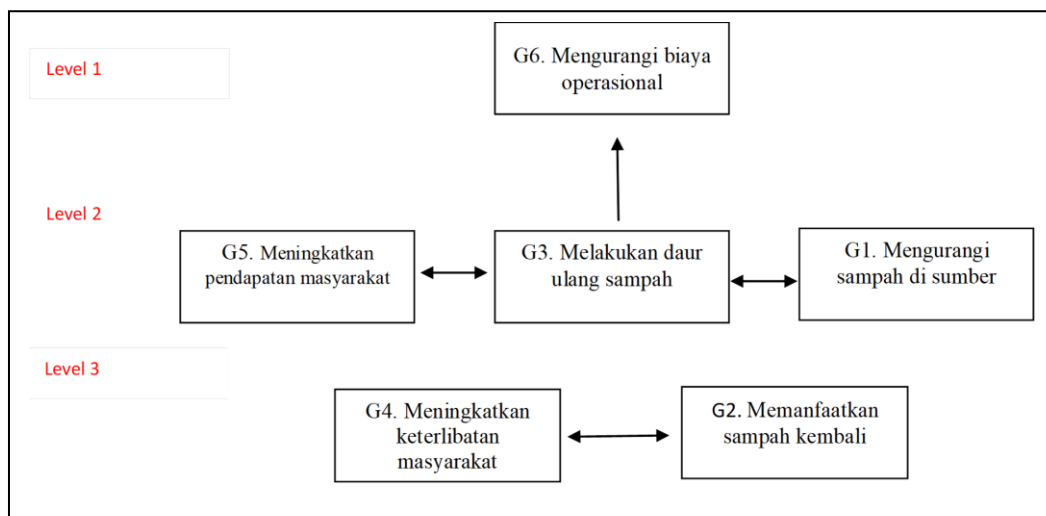 Level 1
G6. Mengurangi biaya
operasional
Level 2
G5. Meningkatkan
pendapatan masyarakat
G3. Melakukan daur
ulang sampah
G1. Mengurangi
sampah di sumber
Level 3
G4. Meningkatkan
keterlibatan
masyarakat
G2. Memanfaatkan
sampah kembali